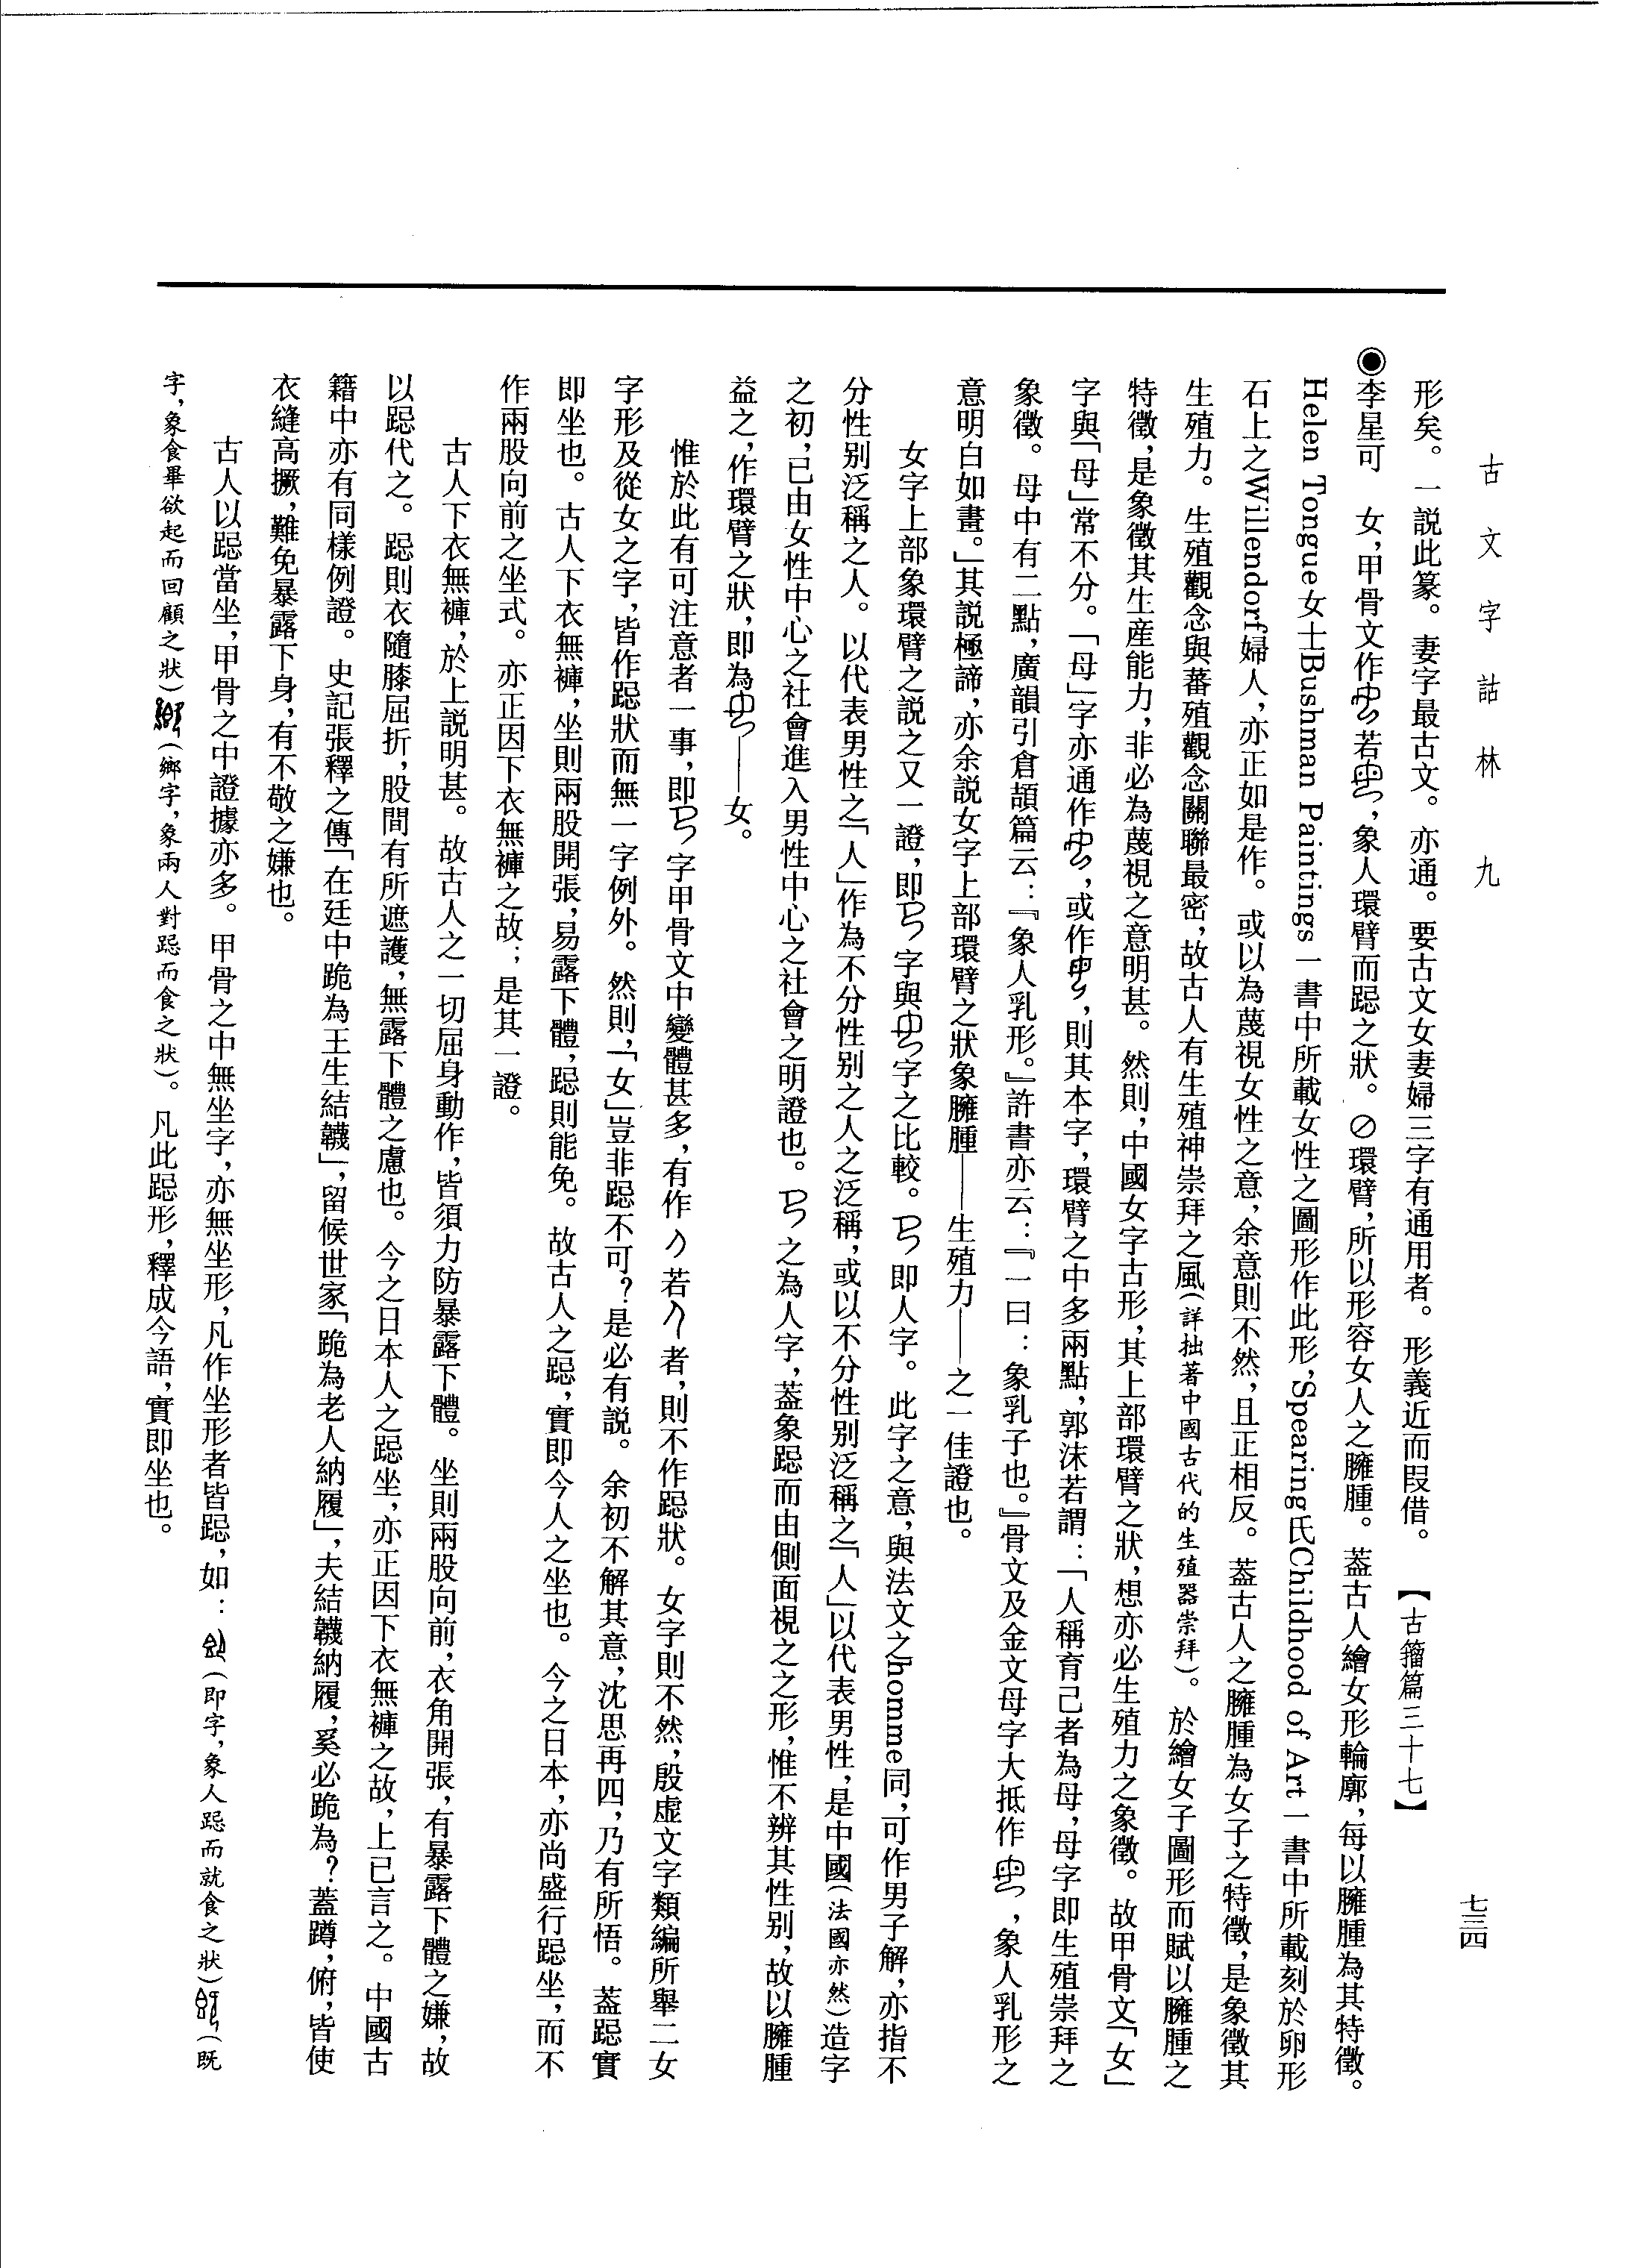 古文字詁林　九
七三四
形矣。一説此篆。妻字最古文。亦通。要古文女妻婦三字有通用者。形義近而叚借。【古籀篇三十七】
◉李星可　女，甲骨文作若，象人環臂而跽之狀。環臂，所以形容女人之臃腫。蓋古人繪女形輪廓，每以臃腫為其特徵。
Helen Tongue女士Bushman Paintings一書中所載女性之圖形作此形，Spearing氏Childhood of Art一書中所載刻於卵形
石上之Willendorf婦人，亦正如是作。或以為蔑視女性之意，余意則不然，且正相反。蓋古人之臃腫為女子之特徵，是象徵其
生殖力。生殖觀念與蕃殖觀念關聯最密，故古人有生殖神崇拜之風（詳拙著中國古代的生殖器崇拜）。於繪女子圖形而賦以臃腫之
特徵，是象徵其生産能力，非必為蔑視之意明甚。然則，中國女字古形，其上部環臂之狀，想亦必生殖力之象徵。故甲骨文「女」
字與「母」常不分。「母」字亦通作，或作，則其本字，環臂之中多兩點，郭沫若謂：「人稱育己者為母，母字即生殖崇拜之
象徵。母中有二點，廣韻引倉頡篇云：『象人乳形。』許書亦云：『一曰：象乳子也。』骨文及金文母字大抵作，象人乳形之
意明白如畫。」其説極諦，亦余説女字上部環臂之狀象臃腫——生殖力——之一佳證也。
女字上部象環臂之説之又一證，即字與字之比較。即人字。此字之意，與法文之homme同，可作男子解，亦指不
分性别泛稱之人。以代表男性之「人」作為不分性别之人之泛稱，或以不分性别泛稱之「人」以代表男性，是中國（法國亦然）造字
之初，已由女性中心之社會進入男性中心之社會之明證也。之為人字，蓋象跽而由側面視之之形，惟不辨其性别，故以臃腫
益之，作環臂之狀，即為——女。
惟於此有可注意者一事，即字甲骨文中變體甚多，有作若者，則不作跽狀。女字則不然，殷虚文字類編所舉二女
字形及從女之字，皆作跽狀而無一字例外。然則，「女」豈非跽不可？是必有説。余初不解其意，沈思再四，乃有所悟。蓋跽實
即坐也。古人下衣無褲，坐則兩股開張，易露下體，跽則能免。故古人之跽，實即今人之坐也。今之日本，亦尚盛行跽坐，而不
作兩股向前之坐式。亦正因下衣無褲之故；是其一證。
古人下衣無褲，於上説明甚。故古人之一切屈身動作，皆須力防暴露下體。坐則兩股向前，衣角開張，有暴露下體之嫌，故
以跽代之。跽則衣隨膝屈折，股間有所遮護，無露下體之慮也。今之日本人之跽坐，亦正因下衣無褲之故，上已言之。中國古
籍中亦有同樣例證。史記張釋之傳「在廷中跪為王生結韈」，留候世家「跪為老人納履」，夫結韈納履，奚必跪為？蓋蹲，俯，皆使
衣縫高撅，難免暴露下身，有不敬之嫌也。
古人以跽當坐，甲骨之中證據亦多。甲骨之中無坐字，亦無坐形，凡作坐形者皆跽，如：（即字，象人跽而就食之狀）（既
字，象食畢欲起而回顧之狀）（鄉字，象兩人對跽而食之狀）。凡此跽形，釋成今語，實即坐也。